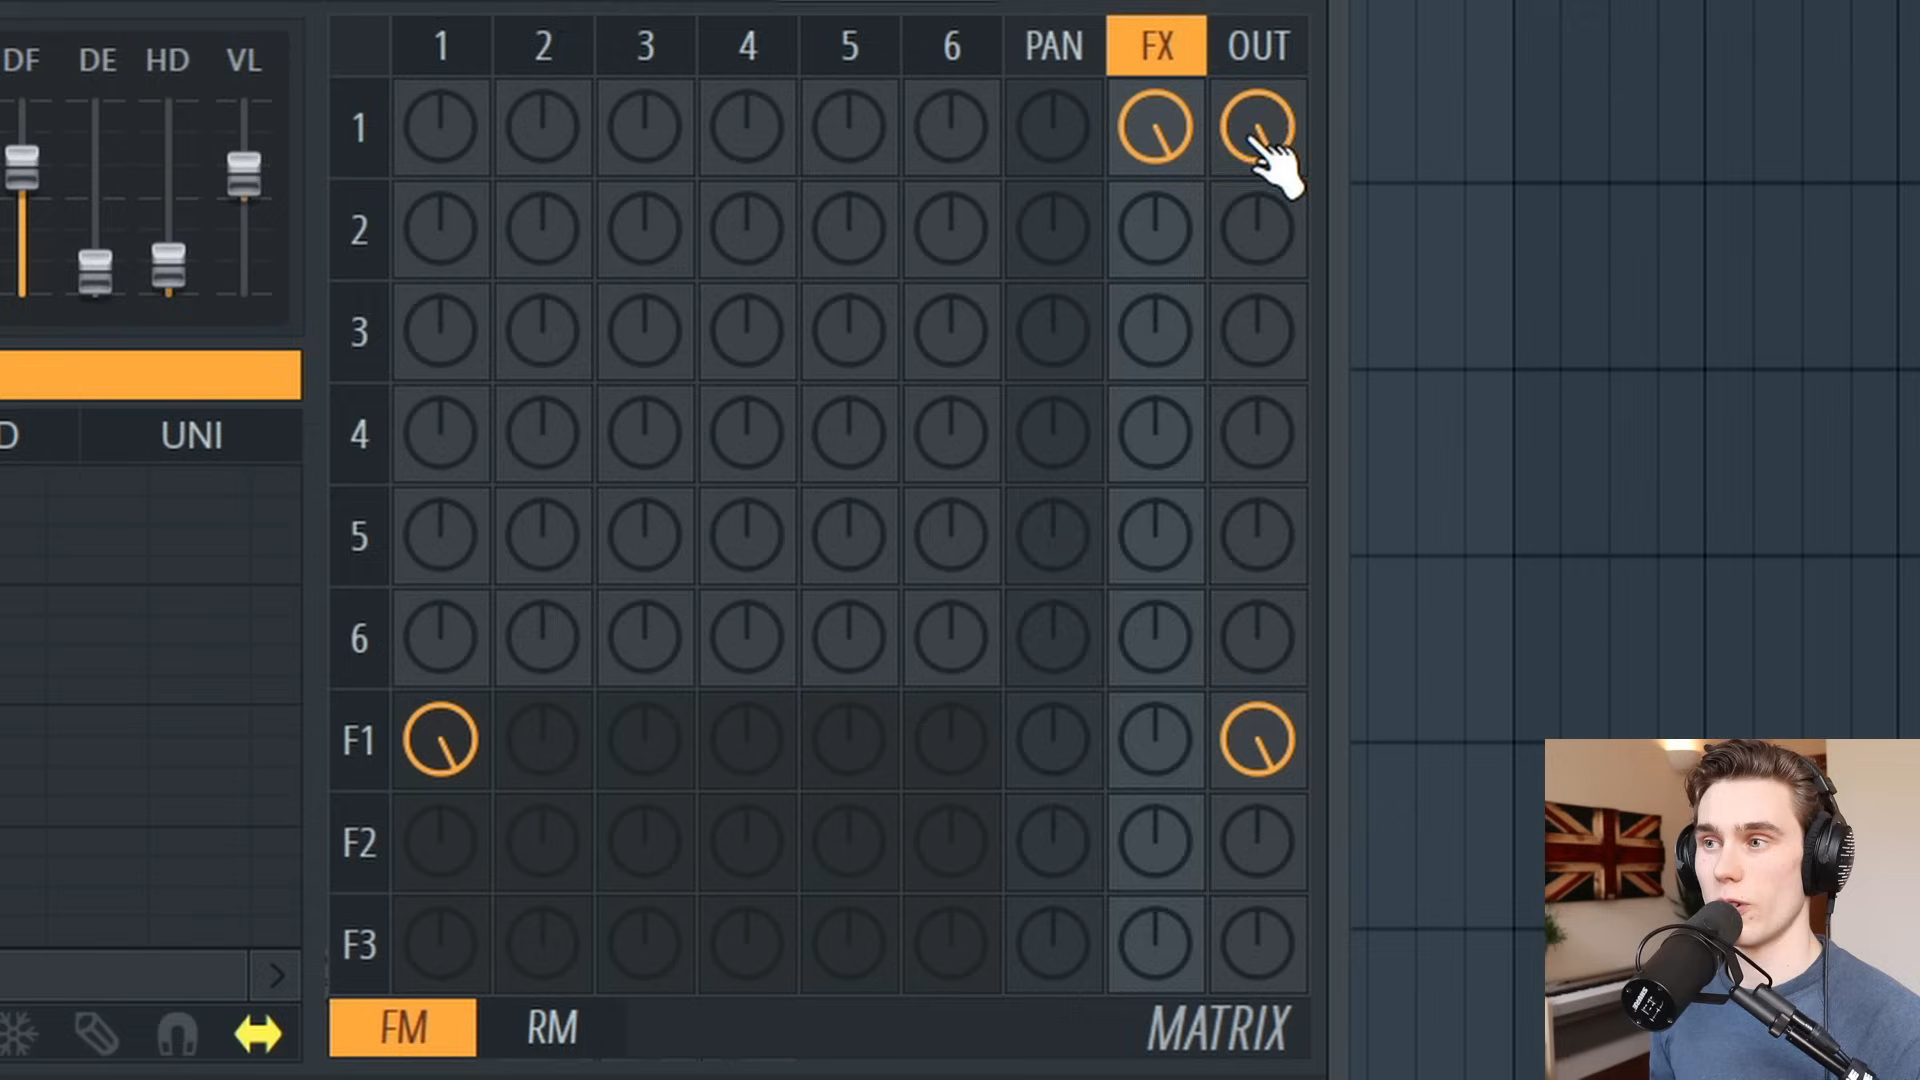 DF DE HD VL
D UNI
1 2 3 4 5 6 PAN FX OUT
1
2
3
4
5
6
F1
F2
F3
FM RM MATRIX